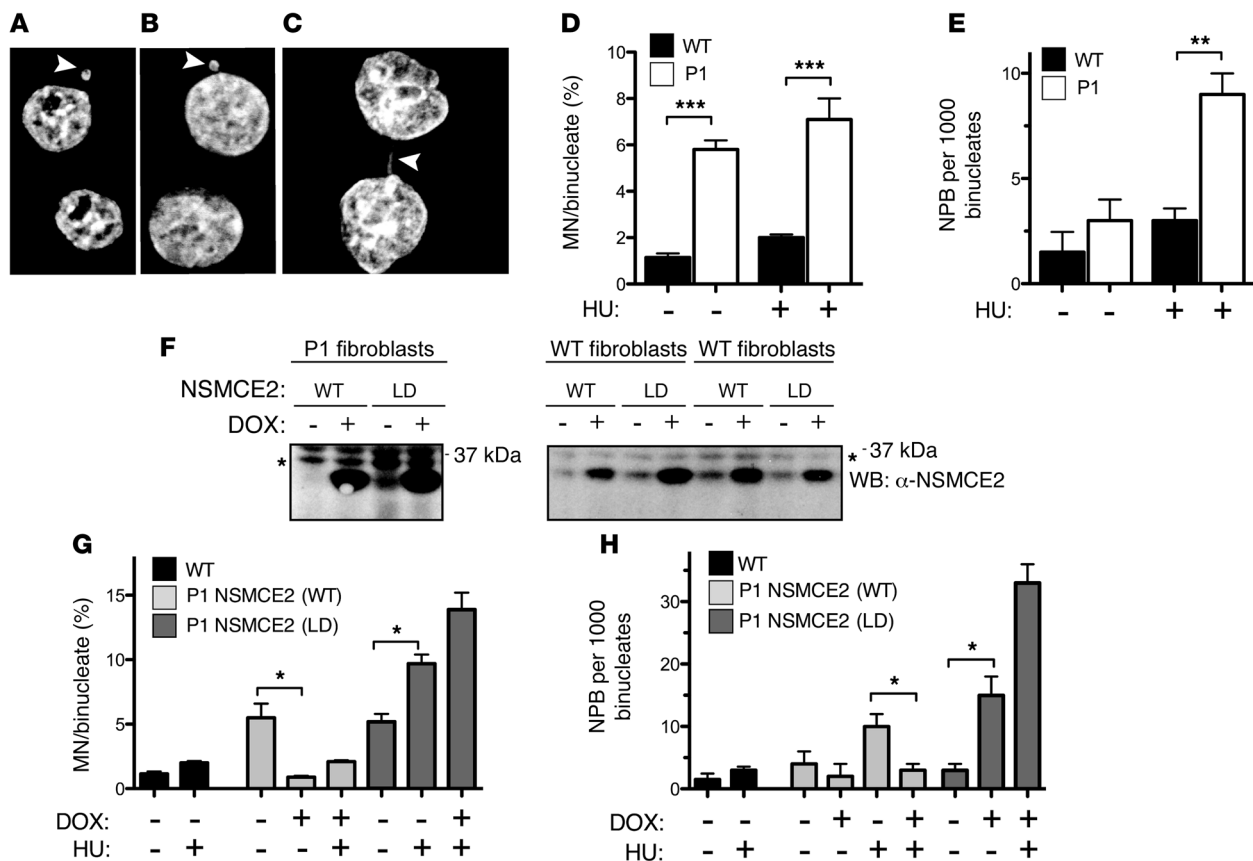 A
B
C
D
WT
P1
MN/binucleate (%)
10
8
6
4
2
0
***
***
HU:
- - + +
E
WT
P1
NPB per 1000
binucleates
10
5
0
**
HU:
- - + +
F
P1 fibroblasts
WT fibroblasts WT fibroblasts
NSMCE2: WT LD WT LD WT LD
DOX: - + - + - + - + - + - +
* - 37 kDa
* - 37 kDa
WB: α-NSMCE2
G
WT
P1 NSMCE2 (WT)
P1 NSMCE2 (LD)
MN/binucleate (%)
15
10
5
0
*
*
DOX: - - - + + - - +
HU: - + - - + - + +
H
WT
P1 NSMCE2 (WT)
P1 NSMCE2 (LD)
NPB per 1000
binucleates
30
20
10
0
*
*
DOX: - - - + - + - + +
HU: - + - - + + - - +